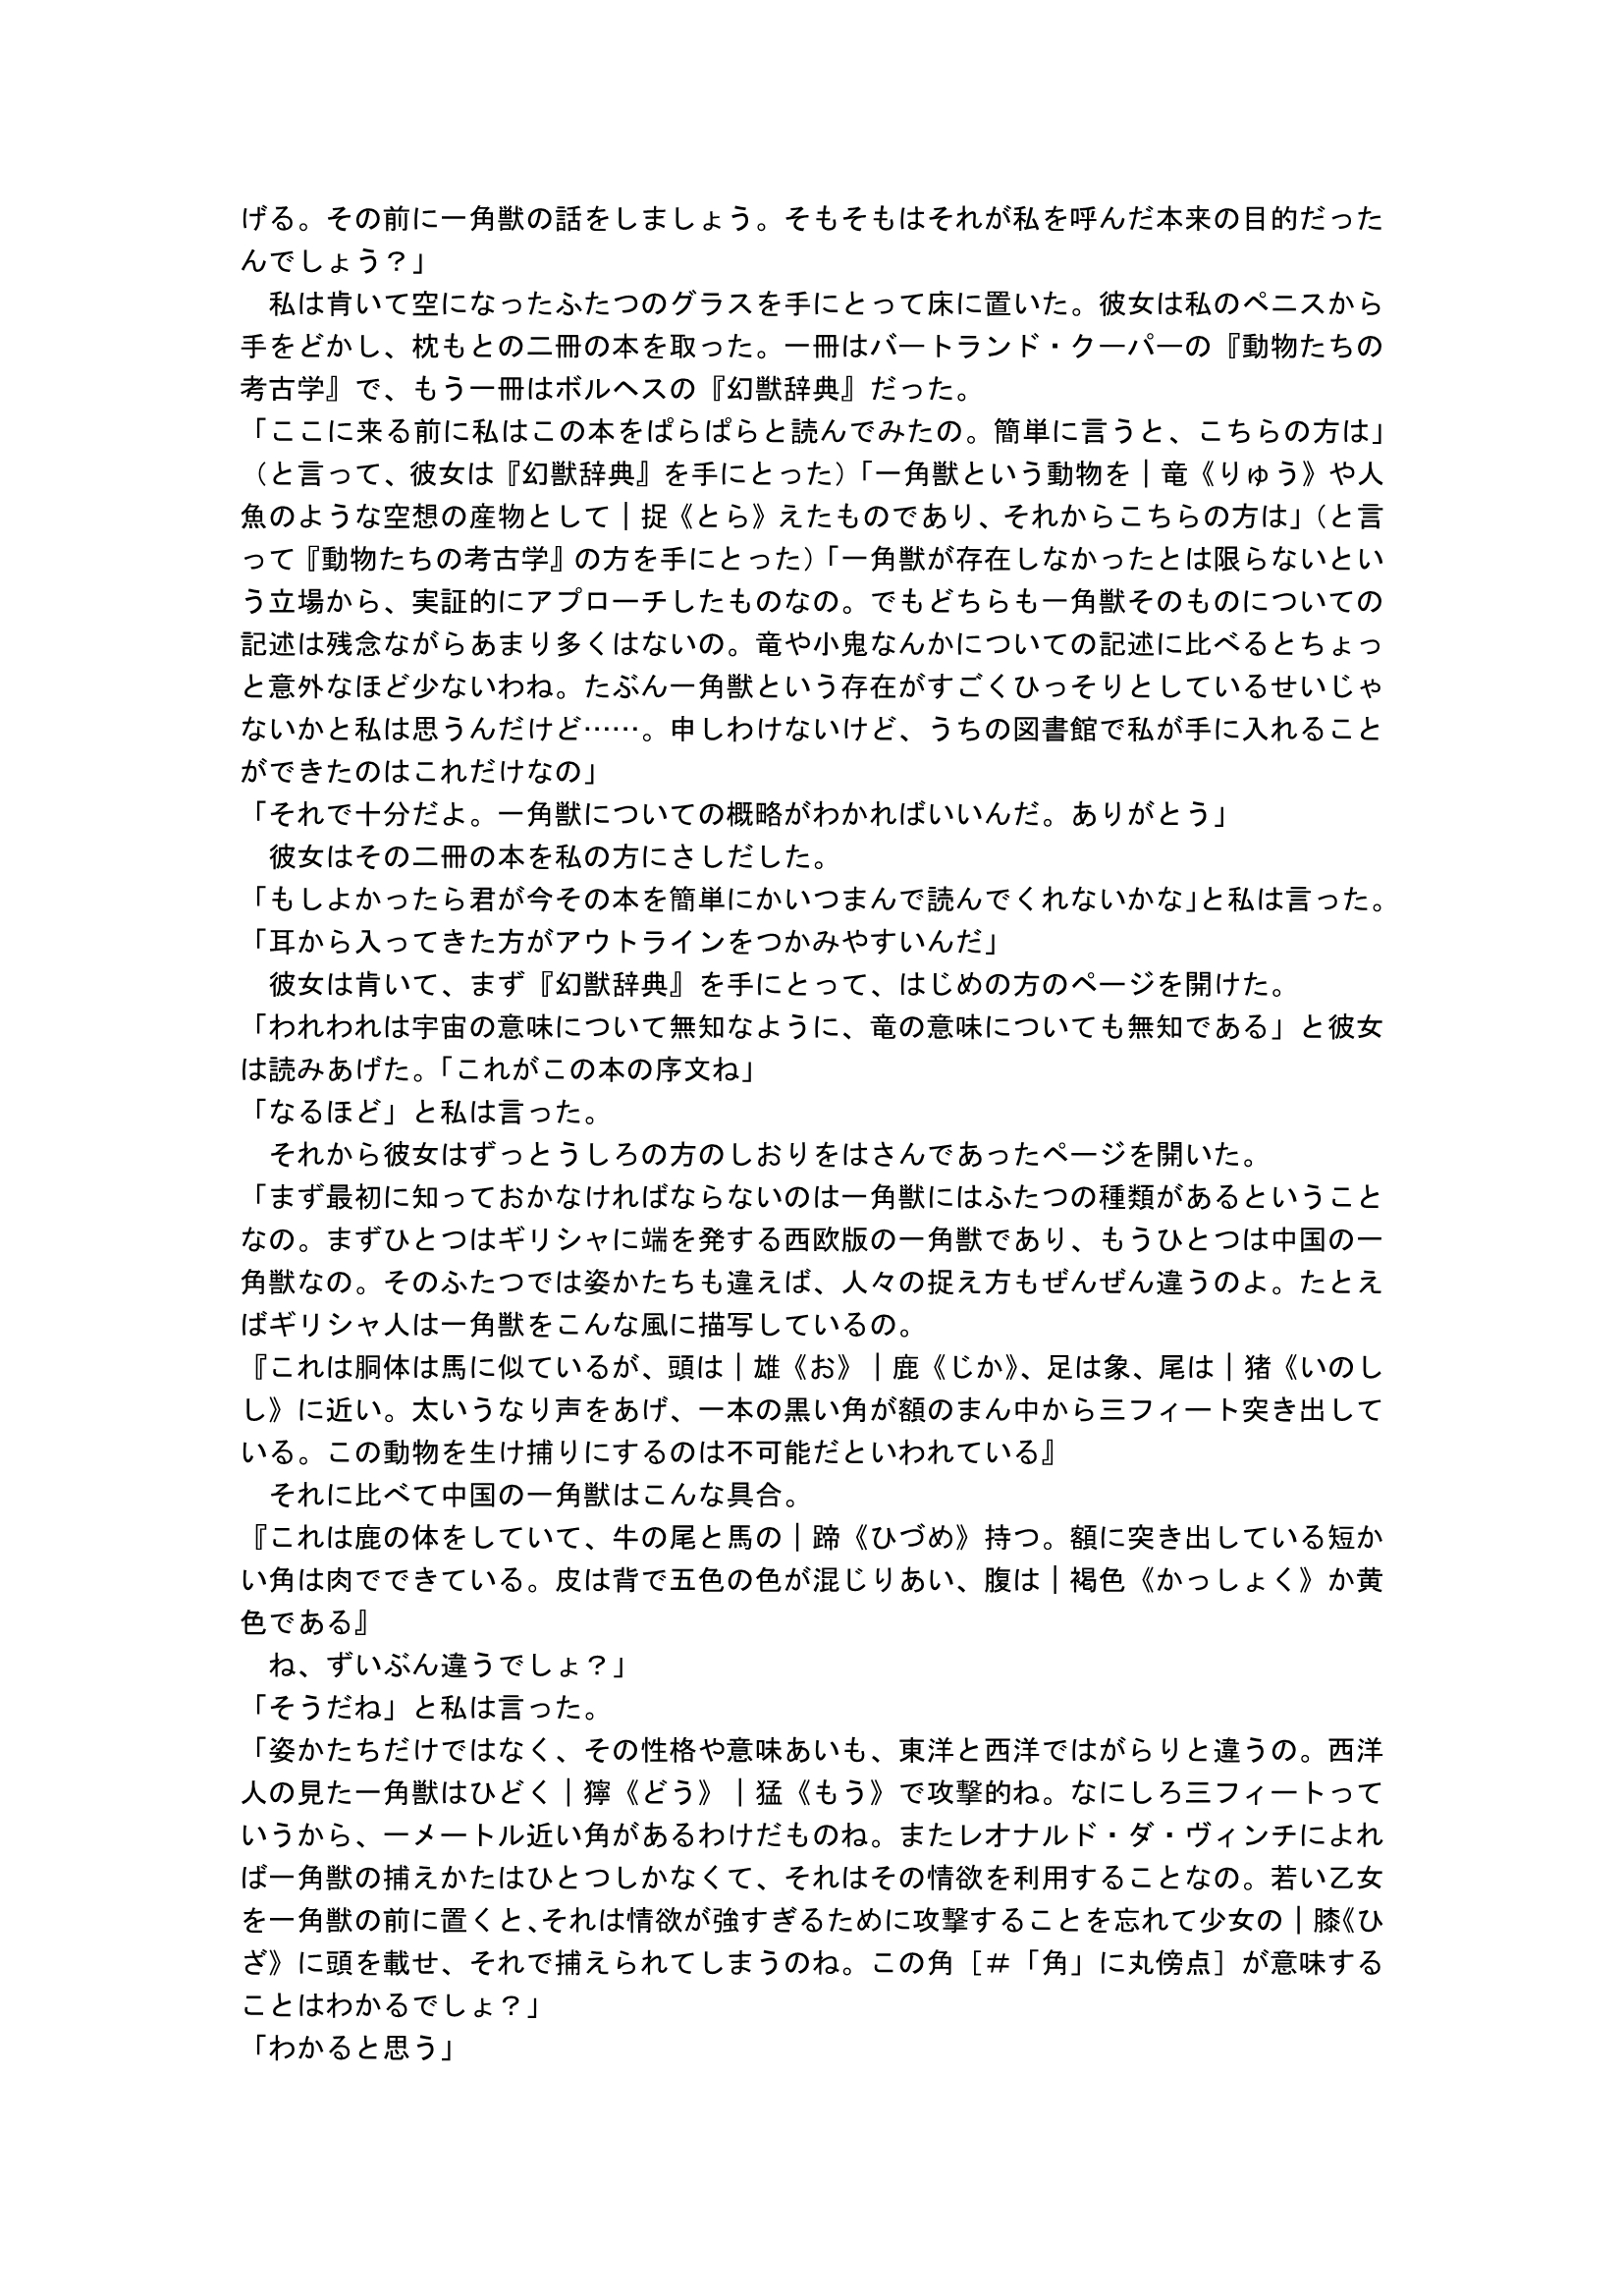 げる。その前に一角獣の話をしましょう。そもそもはそれが私を呼んだ本来の目的だった
んでしょう？」
　私は肯いて空になったふたつのグラスを手にとって床に置いた。彼女は私のペニスから
手をどかし、枕もとの二冊の本を取った。一冊はバートランド・クーパーの『動物たちの
考古学』で、もう一冊はボルヘスの『幻獣辞典』だった。
「ここに来る前に私はこの本をぱらぱらと読んでみたの。簡単に言うと、こちらの方は」
（と言って、彼女は『幻獣辞典』を手にとった）「一角獣という動物を｜竜《りゅう》や人
魚のような空想の産物として｜捉《とら》えたものであり、それからこちらの方は」（と言
って『動物たちの考古学』の方を手にとった）「一角獣が存在しなかったとは限らないとい
う立場から、実証的にアプローチしたものなの。でもどちらも一角獣そのものについての
記述は残念ながらあまり多くはないの。竜や小鬼なんかについての記述に比べるとちょっ
と意外なほど少ないわね。たぶん一角獣という存在がすごくひっそりとしているせいじゃ
ないかと私は思うんだけど……。申しわけないけど、うちの図書館で私が手に入れること
ができたのはこれだけなの」
「それで十分だよ。一角獣についての概略がわかればいいんだ。ありがとう」
　彼女はその二冊の本を私の方にさしだした。
「もしよかったら君が今その本を簡単にかいつまんで読んでくれないかな」と私は言った。
「耳から入ってきた方がアウトラインをつかみやすいんだ」
　彼女は肯いて、まず『幻獣辞典』を手にとって、はじめの方のページを開けた。
「われわれは宇宙の意味について無知なように、竜の意味についても無知である」と彼女
は読みあげた。「これがこの本の序文ね」
「なるほど」と私は言った。
　それから彼女はずっとうしろの方のしおりをはさんであったページを開いた。
「まず最初に知っておかなければならないのは一角獣にはふたつの種類があるということ
なの。まずひとつはギリシャに端を発する西欧版の一角獣であり、もうひとつは中国の一
角獣なの。そのふたつでは姿かたちも違えば、人々の捉え方もぜんぜん違うのよ。たとえ
ばギリシャ人は一角獣をこんな風に描写しているの。
『これは胴体は馬に似ているが、頭は｜雄《お》｜鹿《じか》、足は象、尾は｜猪《いのし
し》に近い。太いうなり声をあげ、一本の黒い角が額のまん中から三フィート突き出して
いる。この動物を生け捕りにするのは不可能だといわれている』
　それに比べて中国の一角獣はこんな具合。
『これは鹿の体をしていて、牛の尾と馬の｜蹄《ひづめ》持つ。額に突き出している短か
い角は肉でできている。皮は背で五色の色が混じりあい、腹は｜褐色《かっしょく》か黄
色である』
　ね、ずいぶん違うでしょ？」
「そうだね」と私は言った。
「姿かたちだけではなく、その性格や意味あいも、東洋と西洋ではがらりと違うの。西洋
人の見た一角獣はひどく｜獰《どう》｜猛《もう》で攻撃的ね。なにしろ三フィートって
いうから、一メートル近い角があるわけだものね。またレオナルド・ダ・ヴィンチによれ
ば一角獣の捕えかたはひとつしかなくて、それはその情欲を利用することなの。若い乙女
を一角獣の前に置くと、それは情欲が強すぎるために攻撃することを忘れて少女の｜膝《ひ
ざ》に頭を載せ、それで捕えられてしまうのね。この角［＃「角」に丸傍点］が意味する
ことはわかるでしょ？」
「わかると思う」